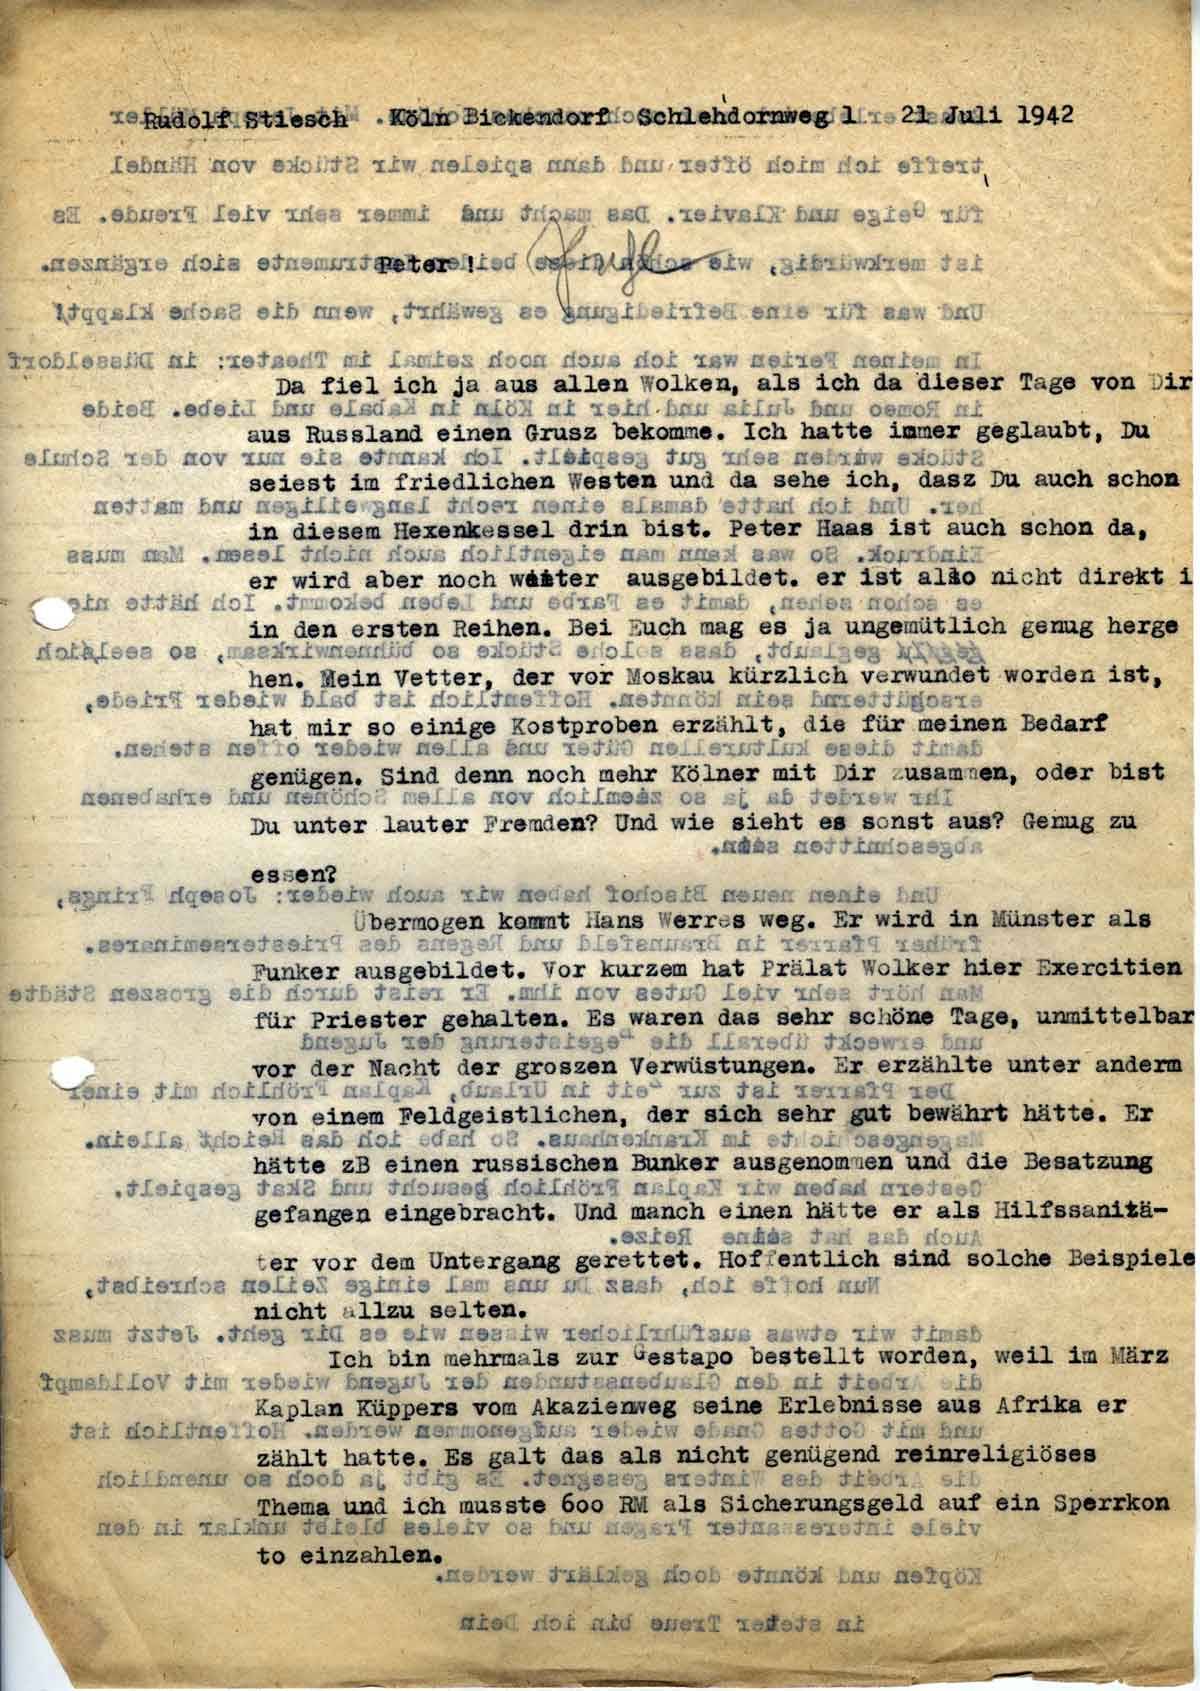 Rudolf Stiesch Köln Bickendorf Schlehdornweg 1 21 Juli 1942
Peter !
Da fiel ich ja aus allen Wolken, als ich da dieser Tage von Dir
aus Russland einen Grusz bekomme. Ich hatte immer geglaubt, Du
seiest im friedlichen Westen und da sehe ich, dasz Du auch schon
in diesem Hexenkessel drin bist. Peter Haas ist auch schon da,
er wird aber noch weiter ausgebildet. er ist also nicht direkt i
in den ersten Reihen. Bei Euch mag es ja ungemütlich genug herge
hen. Mein Vetter, der vor Moskau kürzlich verwundet worden ist,
hat mir so einige Kostproben erzählt, die für meinen Bedarf
genügen. Sind denn noch mehr Kölner mit Dir zusammen, oder bist
Du unter lauter Fremden? Und wie sieht es sonst aus? Genug zu
essen?
Übermogen kommt Hans Werres weg. Er wird in Münster als
Funker ausgebildet. Vor kurzem hat Prälat Wolker hier Exercitien
für Priester gehalten. Es waren das sehr schöne Tage, unmittelbar
vor der Nacht der groszen Verwüstungen. Er erzählte unter anderm
von einem Feldgeistlichen, der sich sehr gut bewährt hätte. Er
hätte zB einen russischen Bunker ausgenommen und die Besatzung
gefangen eingebracht. Und manch einen hätte er als Hilfssanitä-
ter vor dem Untergang gerettet. Hoffentlich sind solche Beispiele
nicht allzu selten.
Ich bin mehrmals zur Gestapo bestellt worden, weil im März
Kaplan Küppers vom Akazienweg seine Erlebnisse aus Afrika er
zählt hatte. Es galt das als nicht genügend reinreligiöses
Thema und ich musste 600 RM als Sicherungsgeld auf ein Sperrkon
to einzahlen.